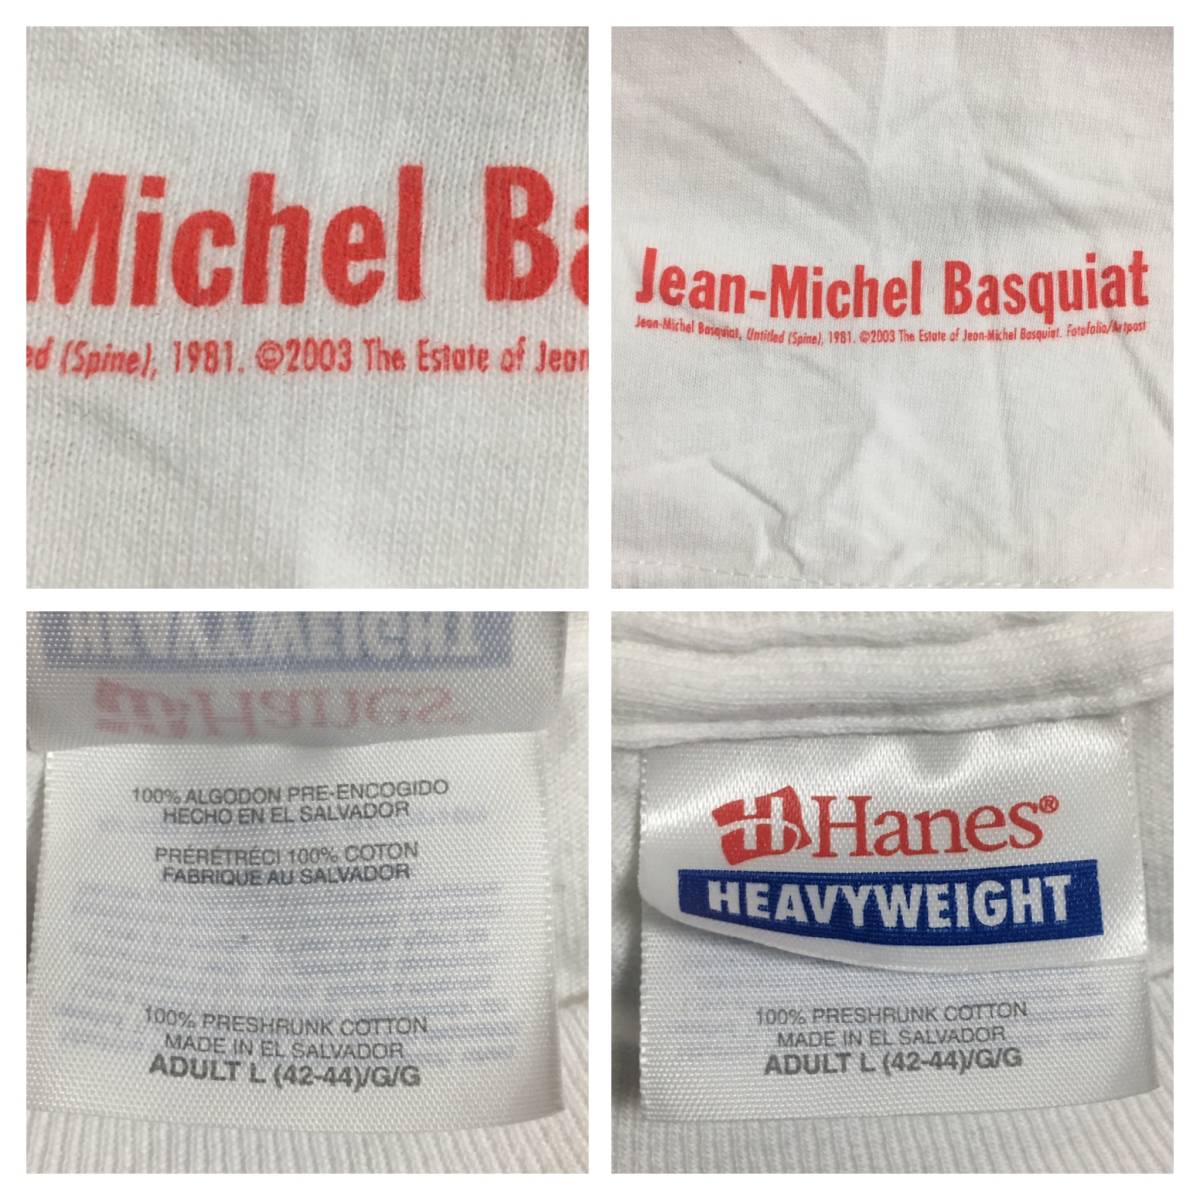 Michel Ba
ed (Spine), 1981. ©2003 The Estate of Jean
Jean-Michel Basquiat
Jean-Michel Basquiat, Untitled (Spine), 1981. ©2003 The Estate of Jean-Michel Basquiat. Fotofolio/Artpost
HEAVYWEIGHT
Hanes
100% ALGODON PRE-ENCOGIDO
HECHO EN EL SALVADOR
PRÉRÉTRÉCI 100% COTON
FABRIQUE AU SALVADOR
100% PRESHRUNK COTTON
MADE IN EL SALVADOR
ADULT L (42-44)/G/G
Hanes®
HEAVYWEIGHT
100% PRESHRUNK COTTON
MADE IN EL SALVADOR
ADULT L (42-44)/G/G